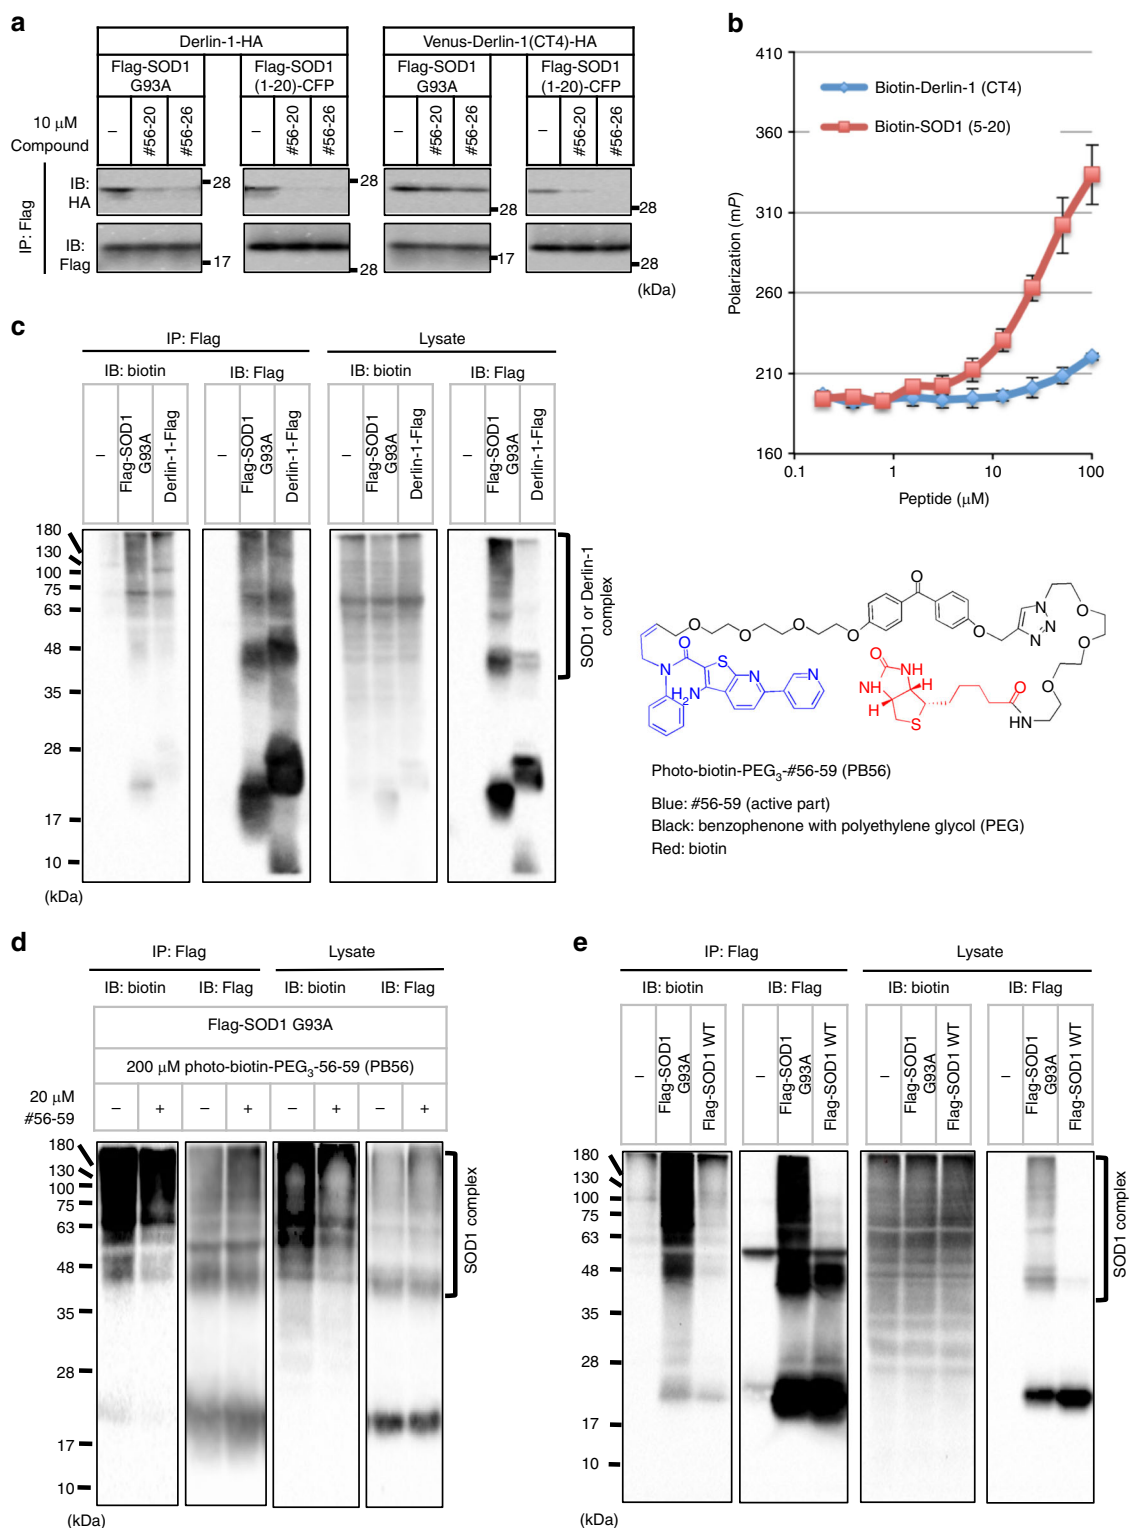 a
Derlin-1-HA
Venus-Derlin-1(CT4)-HA
Flag-SOD1 G93A
Flag-SOD1 (1-20)-CFP
Flag-SOD1 G93A
Flag-SOD1 (1-20)-CFP
10 μM Compound
– #56-20 #56-26
– #56-20 #56-26
– #56-20 #56-26
– #56-20 #56-26
IP: Flag
IB: HA
28
28
28
28
IB: Flag
17
28
17
28
(kDa)
b
410
360
310
260
210
160
Polarization (mP)
Biotin-Derlin-1 (CT4)
Biotin-SOD1 (5-20)
0.1
1
10
100
Peptide (μM)
c
IP: Flag
Lysate
IB: biotin
IB: Flag
IB: biotin
IB: Flag
– Flag-SOD1 G93A Derlin-1-Flag
– Flag-SOD1 G93A Derlin-1-Flag
– Flag-SOD1 G93A Derlin-1-Flag
– Flag-SOD1 G93A Derlin-1-Flag
180
130
100
75
63
48
35
28
17
10
(kDa)
SOD1 or Derlin-1 complex
O
O
O
O
O
O
O
N
N
N
O
O
O
HN
O
N
O
S
H2N
N
N
O
NH
HN
H
H
S
Photo-biotin-PEG3-#56-59 (PB56)
Blue: #56-59 (active part)
Black: benzophenone with polyethylene glycol (PEG)
Red: biotin
d
IP: Flag
Lysate
IB: biotin
IB: Flag
IB: biotin
IB: Flag
Flag-SOD1 G93A
200 μM photo-biotin-PEG3-56-59 (PB56)
20 μM #56-59
– + – + – + – +
180
130
100
75
63
48
35
28
17
10
(kDa)
SOD1 complex
e
IP: Flag
Lysate
IB: biotin
IB: Flag
IB: biotin
IB: Flag
– Flag-SOD1 G93A Flag-SOD1 WT
– Flag-SOD1 G93A Flag-SOD1 WT
– Flag-SOD1 G93A Flag-SOD1 WT
– Flag-SOD1 G93A Flag-SOD1 WT
180
130
100
75
63
48
35
28
17
10
(kDa)
SOD1 complex